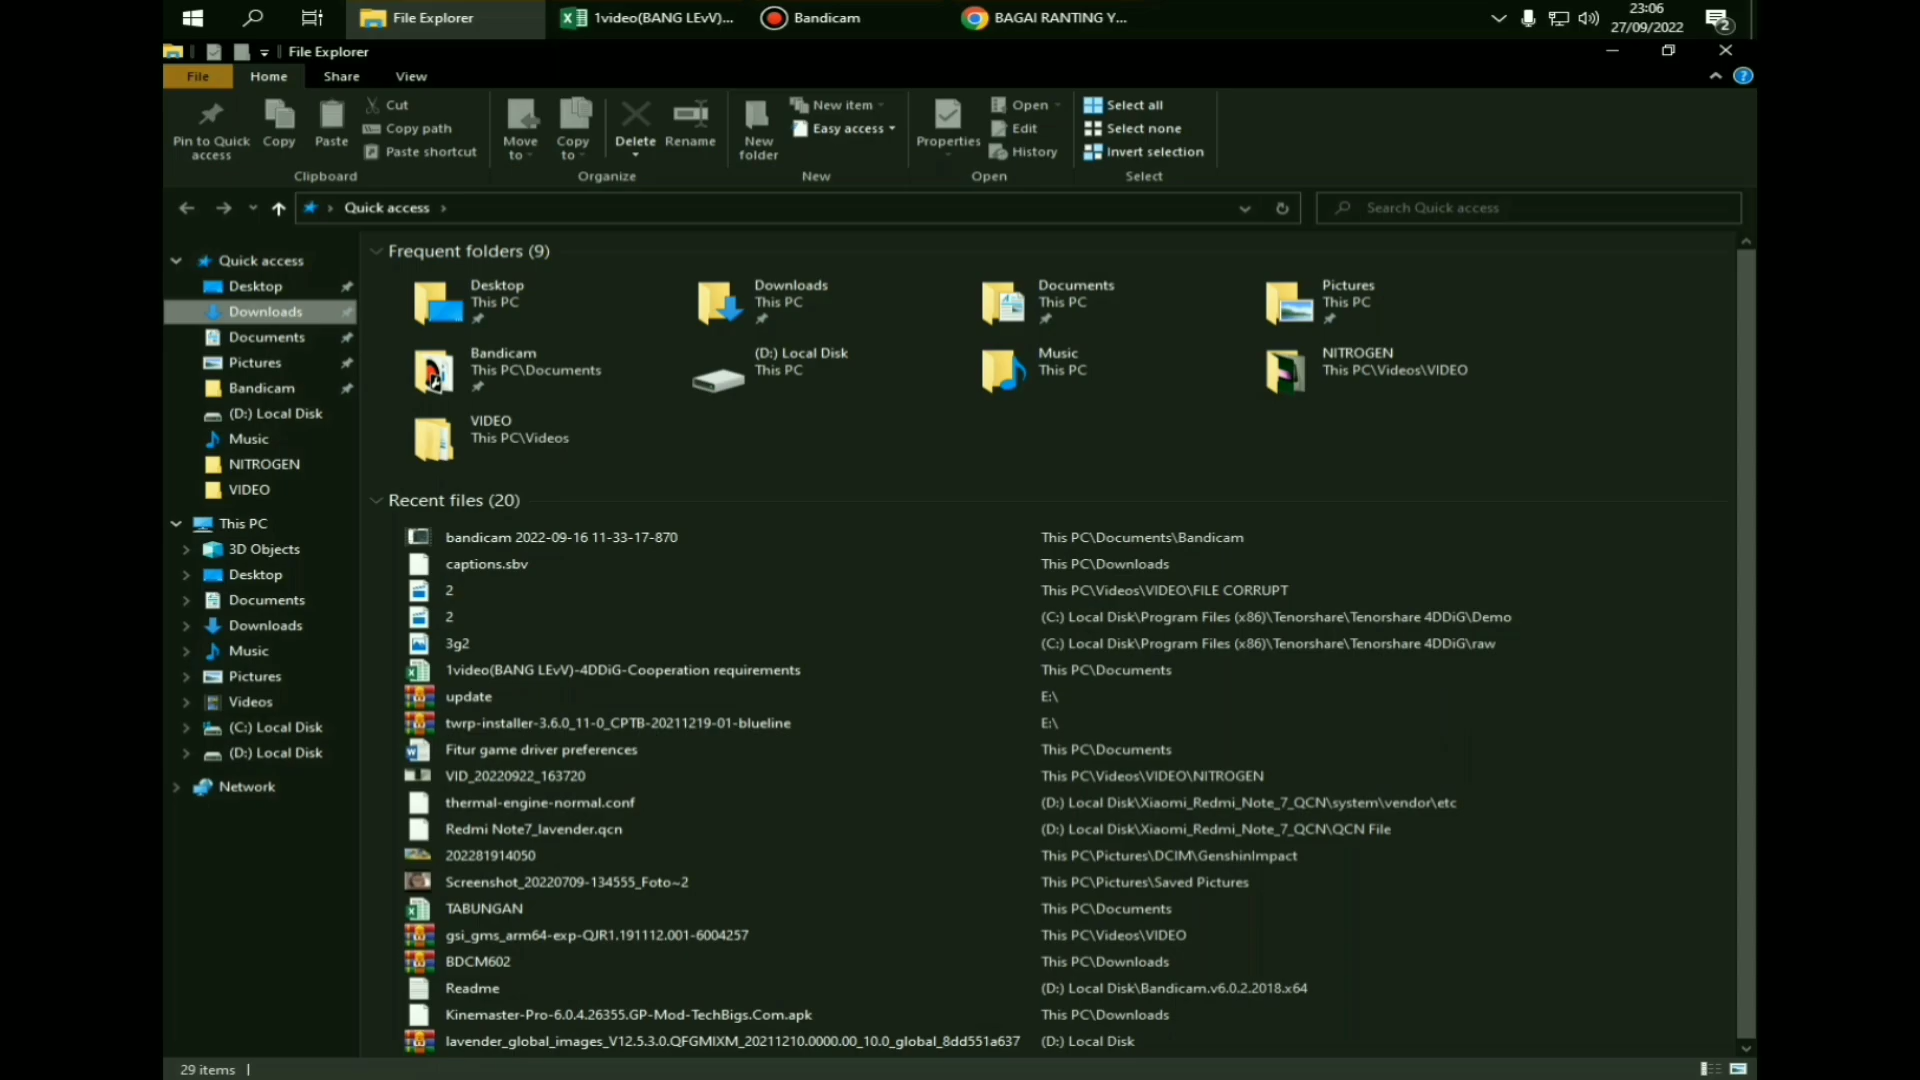 File Explorer
1video(BANG LEvV)...
Bandicam
BAGAI RANTING Y...
23:06
27/09/2022
2
File Explorer
File
Home
Share
View
Pin to Quick access
Copy
Paste
Cut
Copy path
Paste shortcut
Move to
Copy to
Delete
Rename
New folder
New item
Easy access
Properties
Open
Edit
History
Select all
Select none
Invert selection
Clipboard
Organize
New
Open
Select
Quick access
Search Quick access
Quick access
Desktop
Downloads
Documents
Pictures
Bandicam
(D:) Local Disk
Music
NITROGEN
VIDEO
This PC
3D Objects
Desktop
Documents
Downloads
Music
Pictures
Videos
(C:) Local Disk
(D:) Local Disk
Network
Frequent folders (9)
Desktop
This PC
Downloads
This PC
Documents
This PC
Pictures
This PC
Bandicam
This PC\Documents
(D:) Local Disk
This PC
Music
This PC
NITROGEN
This PC\Videos\VIDEO
VIDEO
This PC\Videos
Recent files (20)
bandicam 2022-09-16 11-33-17-870 This PC\Documents\Bandicam
captions.sbv This PC\Downloads
2 This PC\Videos\VIDEO\FILE CORRUPT
2 (C:) Local Disk\Program Files (x86)\Tenorshare\Tenorshare 4DDiG\Demo
3g2 (C:) Local Disk\Program Files (x86)\Tenorshare\Tenorshare 4DDiG\raw
1video(BANG LEvV)-4DDiG-Cooperation requirements This PC\Documents
update E:\
twrp-installer-3.6.0_11-0_CPTB-20211219-01-blueline E:\
Fitur game driver preferences This PC\Documents
VID_20220922_163720 This PC\Videos\VIDEO\NITROGEN
thermal-engine-normal.conf (D:) Local Disk\Xiaomi_Redmi_Note_7_QCN\system\vendor\etc
Redmi Note7_lavender.qcn (D:) Local Disk\Xiaomi_Redmi_Note_7_QCN\QCN File
202281914050 This PC\Pictures\DCIM\GenshinImpact
Screenshot_20220709-134555_Foto~2 This PC\Pictures\Saved Pictures
TABUNGAN This PC\Documents
gsi_gms_arm64-exp-QJR1.191112.001-6004257 This PC\Videos\VIDEO
BDCM602 This PC\Downloads
Readme (D:) Local Disk\Bandicam.v6.0.2.2018.x64
Kinemaster-Pro-6.0.4.26355.GP-Mod-TechBigs.Com.apk This PC\Downloads
lavender_global_images_V12.5.3.0.QFGMIXM_20211210.0000.00_10.0_global_8dd551a637 (D:) Local Disk
29 items